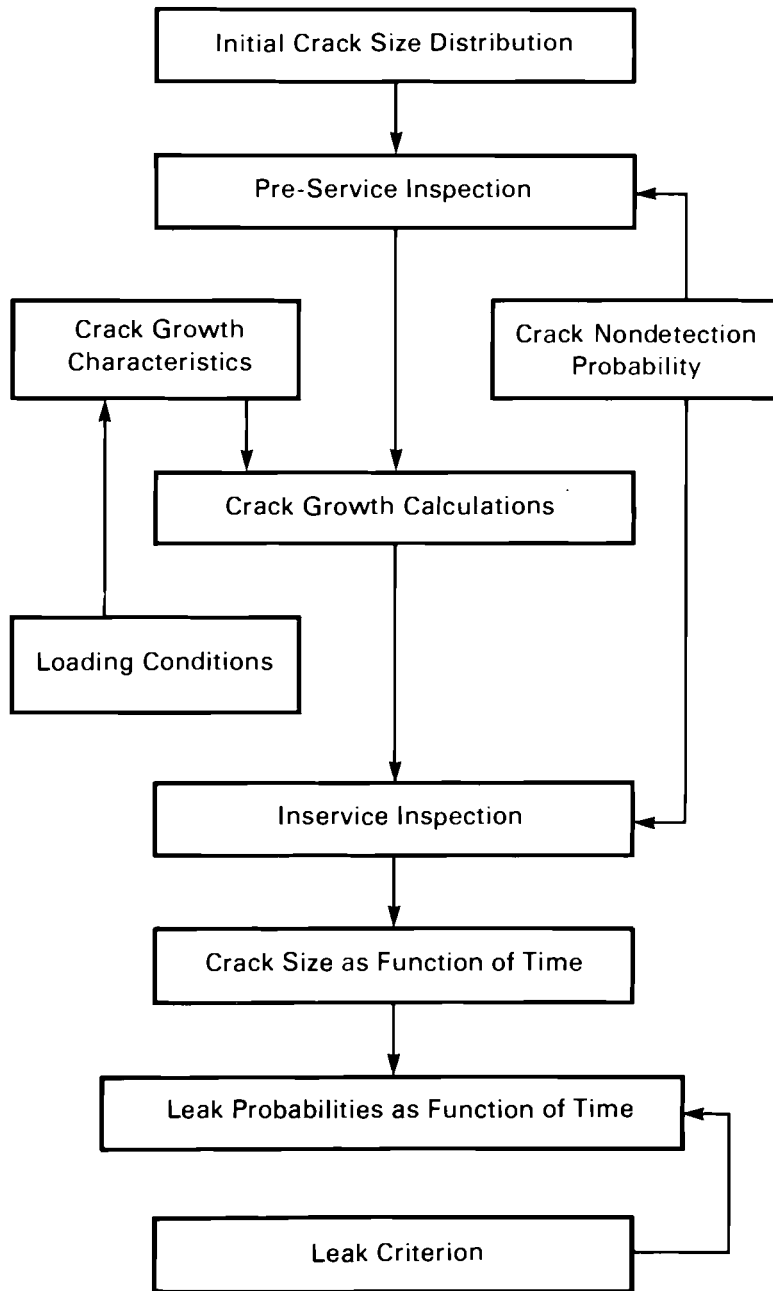 Initial Crack Size Distribution
Pre-Service Inspection
Crack Growth
Characteristics
Crack Nondetection
Probability
Crack Growth Calculations
Loading Conditions
Inservice Inspection
Crack Size as Function of Time
Leak Probabilities as Function of Time
Leak Criterion